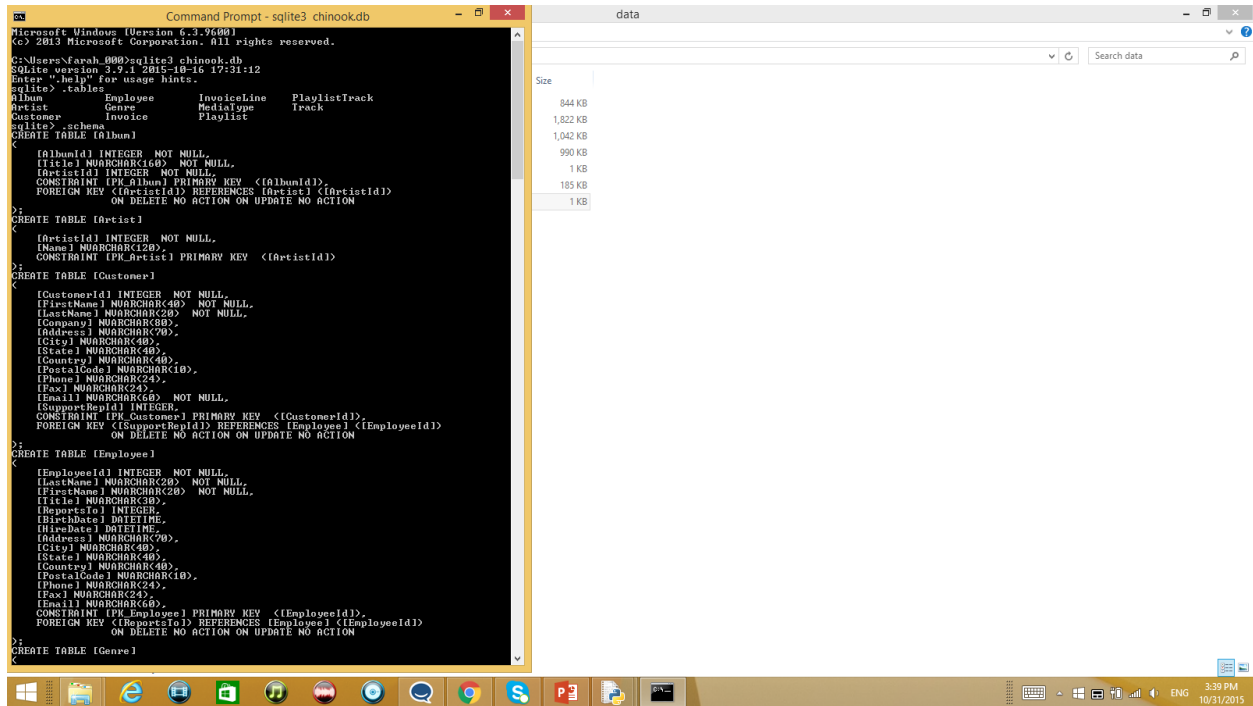 Command Prompt - sqlite3 chinook.db
Microsoft Windows [Version 6.3.9600]
(c) 2013 Microsoft Corporation. All rights reserved.
C:\Users\farah_000>sqlite3 chinook.db
SQLite version 3.9.1 2015-10-16 17:31:12
Enter ".help" for usage hints.
sqlite> .tables
Album Employee InvoiceLine PlaylistTrack
Artist Genre MediaType Track
Customer Invoice Playlist
sqlite> .schema
CREATE TABLE [Album]
(
[AlbumId] INTEGER NOT NULL,
[Title] NVARCHAR(160) NOT NULL,
[ArtistId] INTEGER NOT NULL,
CONSTRAINT [PK_Album] PRIMARY KEY ([AlbumId]),
FOREIGN KEY ([ArtistId]) REFERENCES [Artist] ([ArtistId])
ON DELETE NO ACTION ON UPDATE NO ACTION
);
CREATE TABLE [Artist]
(
[ArtistId] INTEGER NOT NULL,
[Name] NVARCHAR(120),
CONSTRAINT [PK_Artist] PRIMARY KEY ([ArtistId])
);
CREATE TABLE [Customer]
(
[CustomerId] INTEGER NOT NULL,
[FirstName] NVARCHAR(40) NOT NULL,
[LastName] NVARCHAR(20) NOT NULL,
[Company] NVARCHAR(80),
[Address] NVARCHAR(70),
[City] NVARCHAR(40),
[State] NVARCHAR(40),
[Country] NVARCHAR(40),
[PostalCode] NVARCHAR(10),
[Phone] NVARCHAR(24),
[Fax] NVARCHAR(24),
[Email] NVARCHAR(60) NOT NULL,
[SupportRepId] INTEGER,
CONSTRAINT [PK_Customer] PRIMARY KEY ([CustomerId]),
FOREIGN KEY ([SupportRepId]) REFERENCES [Employee] ([EmployeeId])
ON DELETE NO ACTION ON UPDATE NO ACTION
);
CREATE TABLE [Employee]
(
[EmployeeId] INTEGER NOT NULL,
[LastName] NVARCHAR(20) NOT NULL,
[FirstName] NVARCHAR(20) NOT NULL,
[Title] NVARCHAR(30),
[ReportsTo] INTEGER,
[BirthDate] DATETIME,
[HireDate] DATETIME,
[Address] NVARCHAR(70),
[City] NVARCHAR(40),
[State] NVARCHAR(40),
[Country] NVARCHAR(40),
[PostalCode] NVARCHAR(10),
[Phone] NVARCHAR(24),
[Fax] NVARCHAR(24),
[Email] NVARCHAR(60),
CONSTRAINT [PK_Employee] PRIMARY KEY ([EmployeeId]),
FOREIGN KEY ([ReportsTo]) REFERENCES [Employee] ([EmployeeId])
ON DELETE NO ACTION ON UPDATE NO ACTION
);
CREATE TABLE [Genre]
(
data
Search data
Size
844 KB
1,822 KB
1,042 KB
990 KB
1 KB
185 KB
1 KB
ENG
3:39 PM
10/31/2015